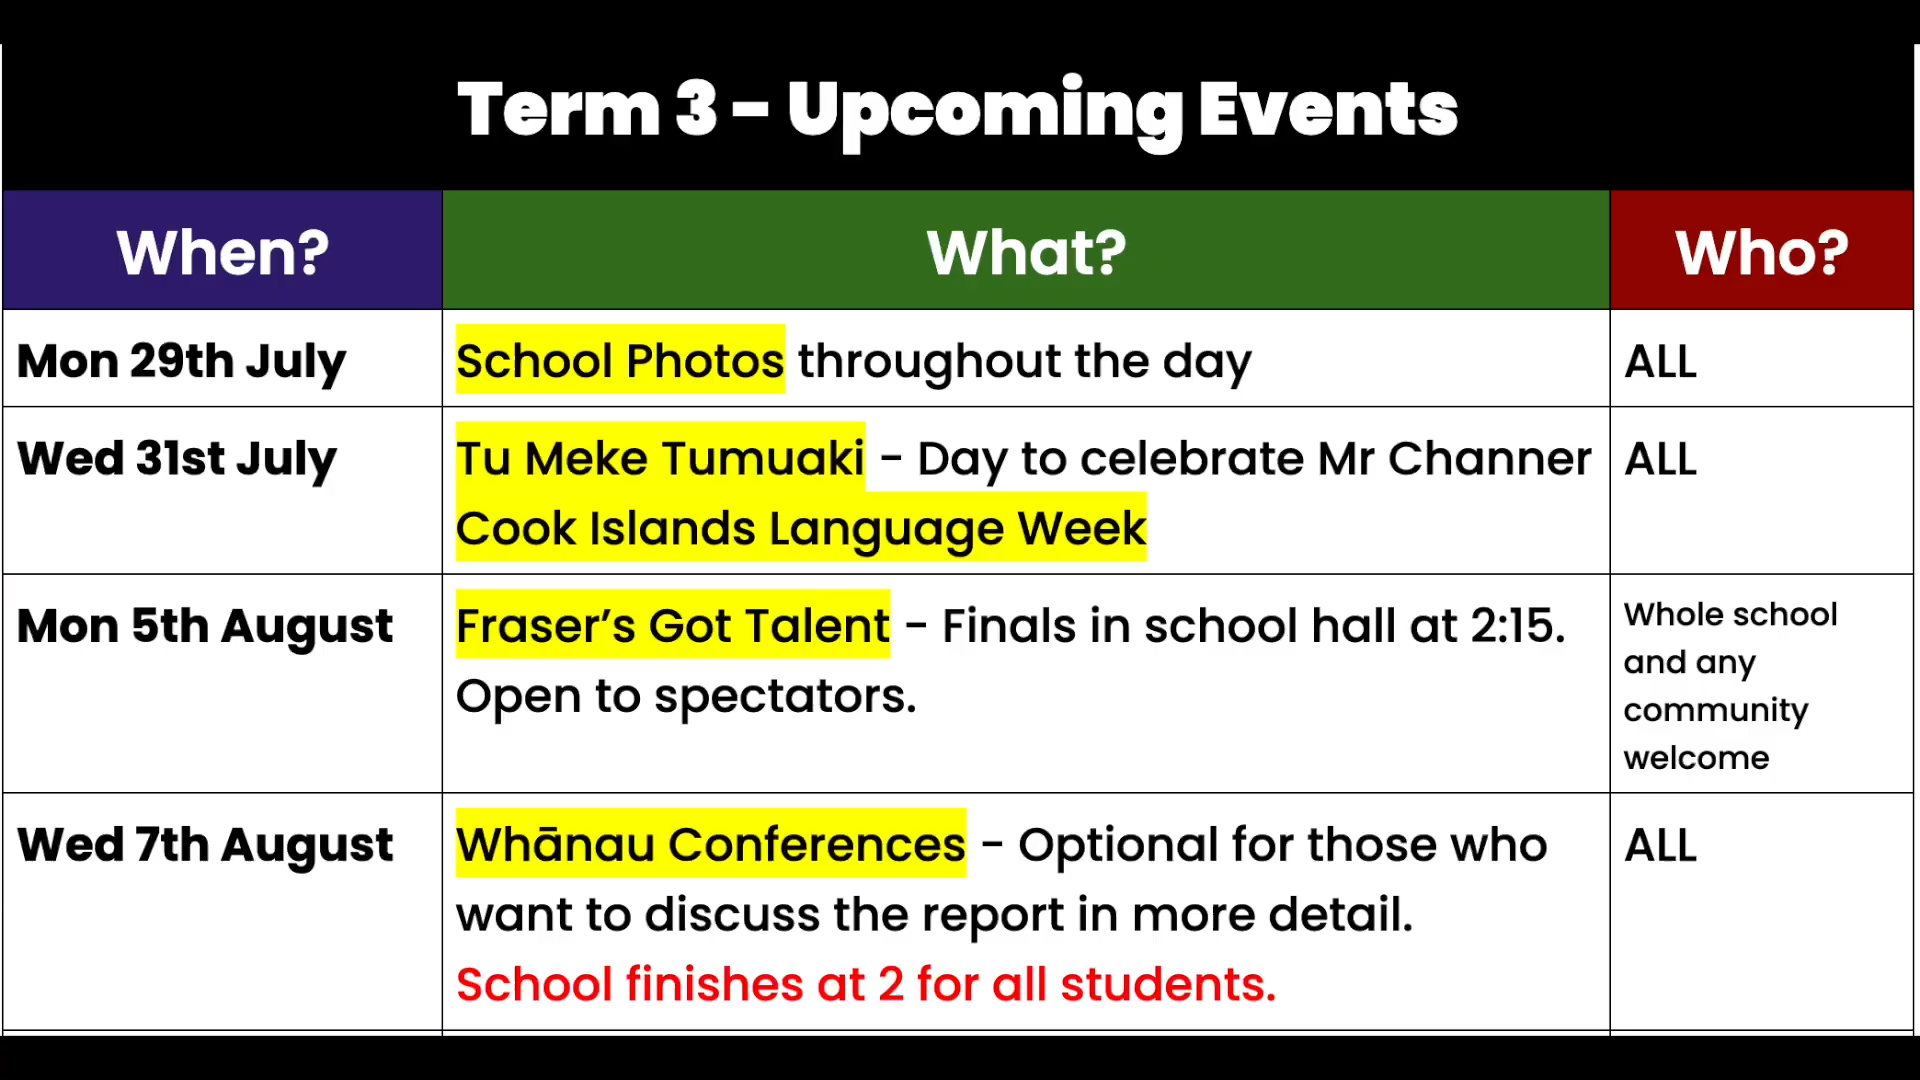 Term 3 - Upcoming Events
When? What? Who?
Mon 29th July School Photos throughout the day ALL
Wed 31st July Tu Meke Tumuaki - Day to celebrate Mr Channer ALL
Cook Islands Language Week
Mon 5th August Fraser’s Got Talent - Finals in school hall at 2:15.
Open to spectators.
Whole school
and any
community
welcome
Wed 7th August Whānau Conferences - Optional for those who ALL
want to discuss the report in more detail.
School finishes at 2 for all students.